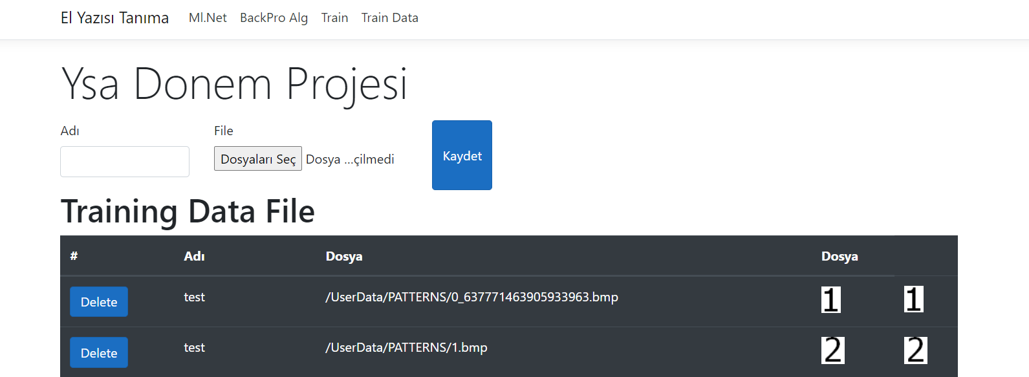 El Yazısı Tanıma Ml.Net BackPro Alg Train Train Data
Ysa Donem Projesi
Adı File
Dosyaları Seç Dosya ...çilmedi Kaydet
Training Data File
# Adı Dosya Dosya
Delete test /UserData/PATTERNS/0_637771463905933963.bmp 1 1
Delete test /UserData/PATTERNS/1.bmp 2 2